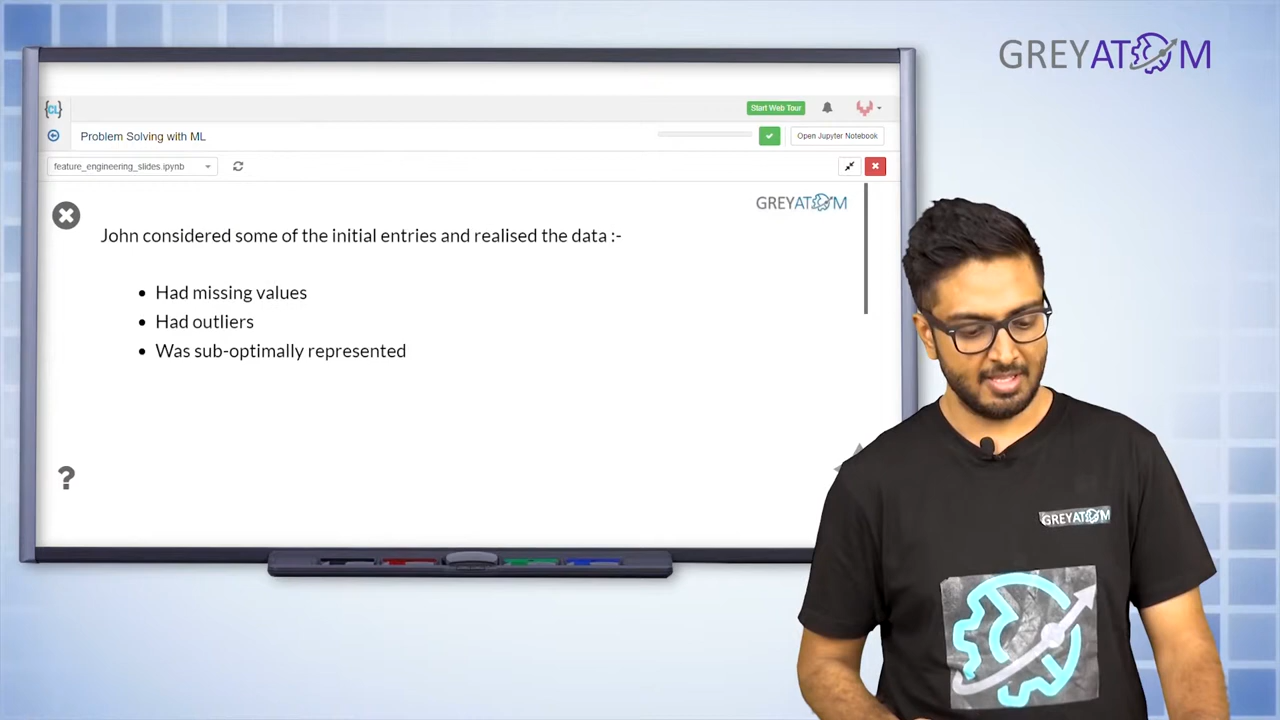 GREYATOM
{CL}
Start Web Tour
Problem Solving with ML
Open Jupyter Notebook
feature_engineering_slides.ipynb
GREYATOM
John considered some of the initial entries and realised the data :-
• Had missing values
• Had outliers
• Was sub-optimally represented
?
GREYATOM